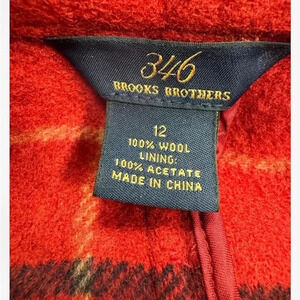 346
BROOKS BROTHERS
12
100% WOOL
LINING:
100% ACETATE
MADE IN CHINA